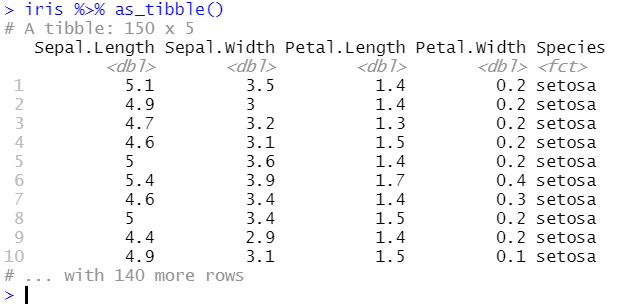 > iris %>% as_tibble()
# A tibble: 150 x 5
   Sepal.Length Sepal.Width Petal.Length Petal.Width Species
          <dbl>       <dbl>        <dbl>       <dbl> <fct>
 1          5.1         3.5          1.4         0.2 setosa
 2          4.9         3            1.4         0.2 setosa
 3          4.7         3.2          1.3         0.2 setosa
 4          4.6         3.1          1.5         0.2 setosa
 5          5           3.6          1.4         0.2 setosa
 6          5.4         3.9          1.7         0.4 setosa
 7          4.6         3.4          1.4         0.3 setosa
 8          5           3.4          1.5         0.2 setosa
 9          4.4         2.9          1.4         0.2 setosa
10          4.9         3.1          1.5         0.1 setosa
# ... with 140 more rows
>